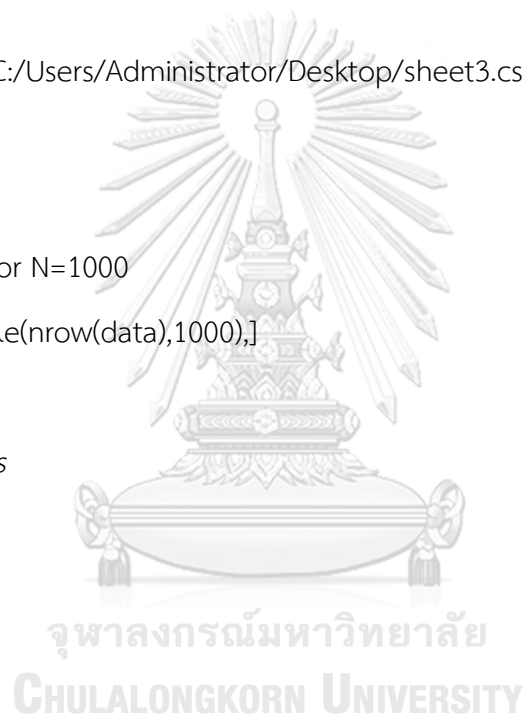 C:/Users/Administrator/Desktop/sheet3.cs
or N=1000
le(nrow(data),1000),]
s
จุฬาลงกรณ์มหาวิทยาลัย
CHULALONGKORN UNIVERSITY